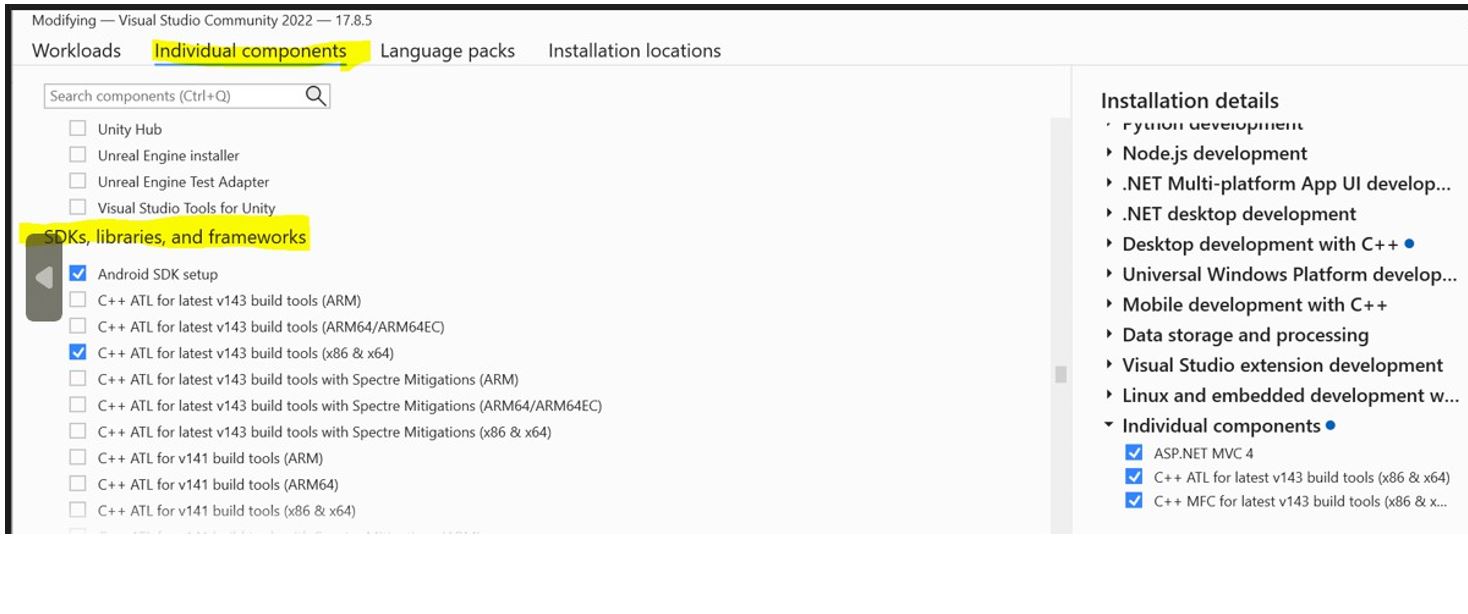 Modifying — Visual Studio Community 2022 — 17.8.5
Workloads Individual components Language packs Installation locations
Search components (Ctrl+Q)
Unity Hub
Unreal Engine installer
Unreal Engine Test Adapter
Visual Studio Tools for Unity
SDKs, libraries, and frameworks
Android SDK setup
C++ ATL for latest v143 build tools (ARM)
C++ ATL for latest v143 build tools (ARM64/ARM64EC)
C++ ATL for latest v143 build tools (x86 & x64)
C++ ATL for latest v143 build tools with Spectre Mitigations (ARM)
C++ ATL for latest v143 build tools with Spectre Mitigations (ARM64/ARM64EC)
C++ ATL for latest v143 build tools with Spectre Mitigations (x86 & x64)
C++ ATL for v141 build tools (ARM)
C++ ATL for v141 build tools (ARM64)
C++ ATL for v141 build tools (x86 & x64)
Installation details
Python development
Node.js development
.NET Multi-platform App UI develop...
.NET desktop development
Desktop development with C++
Universal Windows Platform develop...
Mobile development with C++
Data storage and processing
Visual Studio extension development
Linux and embedded development w...
Individual components
ASP.NET MVC 4
C++ ATL for latest v143 build tools (x86 & x64)
C++ MFC for latest v143 build tools (x86 & x...